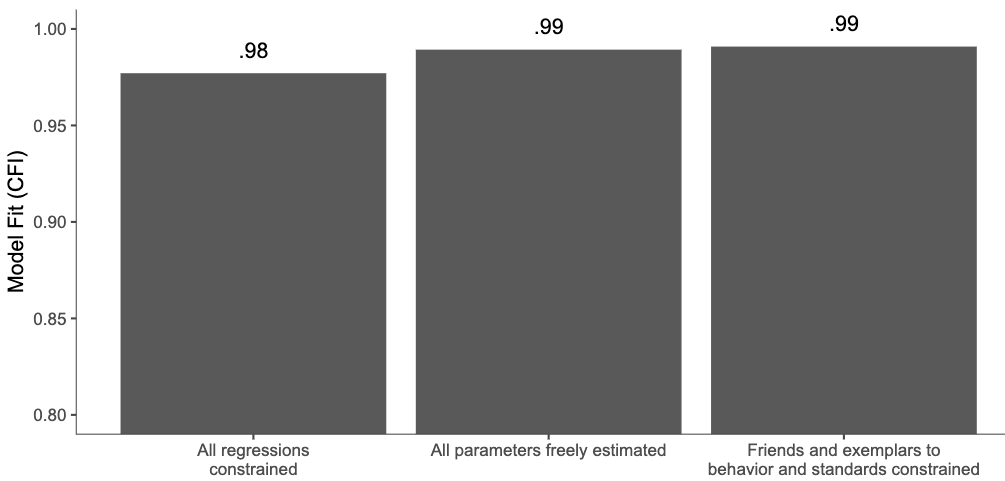 .98
.99
.99
1.00
0.95
0.90
0.85
0.80
Model Fit (CFI)
All regressions
constrained
All parameters freely estimated
Friends and exemplars to
behavior and standards constrained